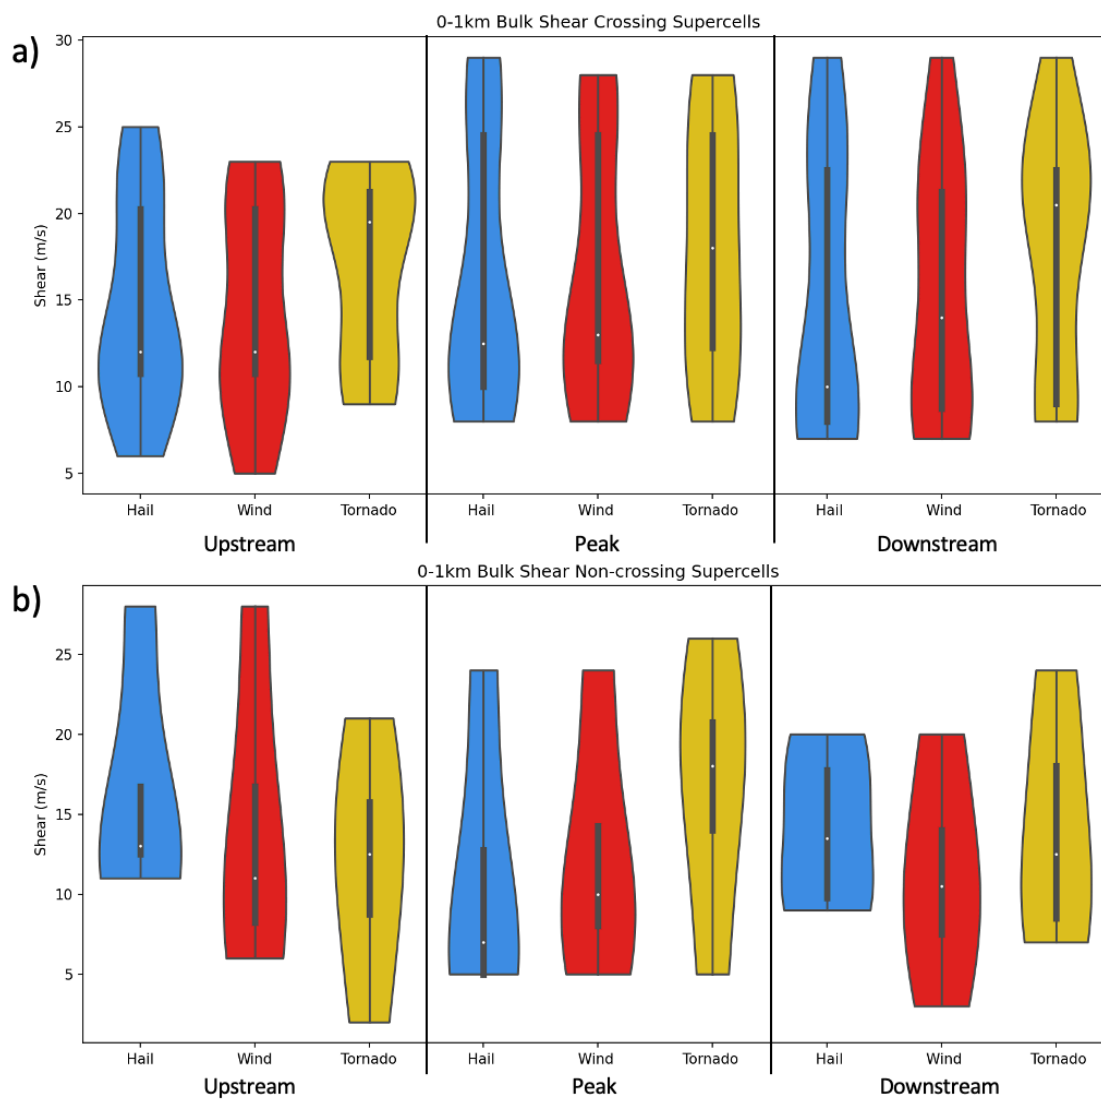 0-1km Bulk Shear Crossing Supercells
a)
30
25
20
15
10
5
Shear (m/s)
Hail Wind Tornado Hail Wind Tornado Hail Wind Tornado
Upstream Peak Downstream
0-1km Bulk Shear Non-crossing Supercells
b)
25
20
15
10
5
Shear (m/s)
Hail Wind Tornado Hail Wind Tornado Hail Wind Tornado
Upstream Peak Downstream